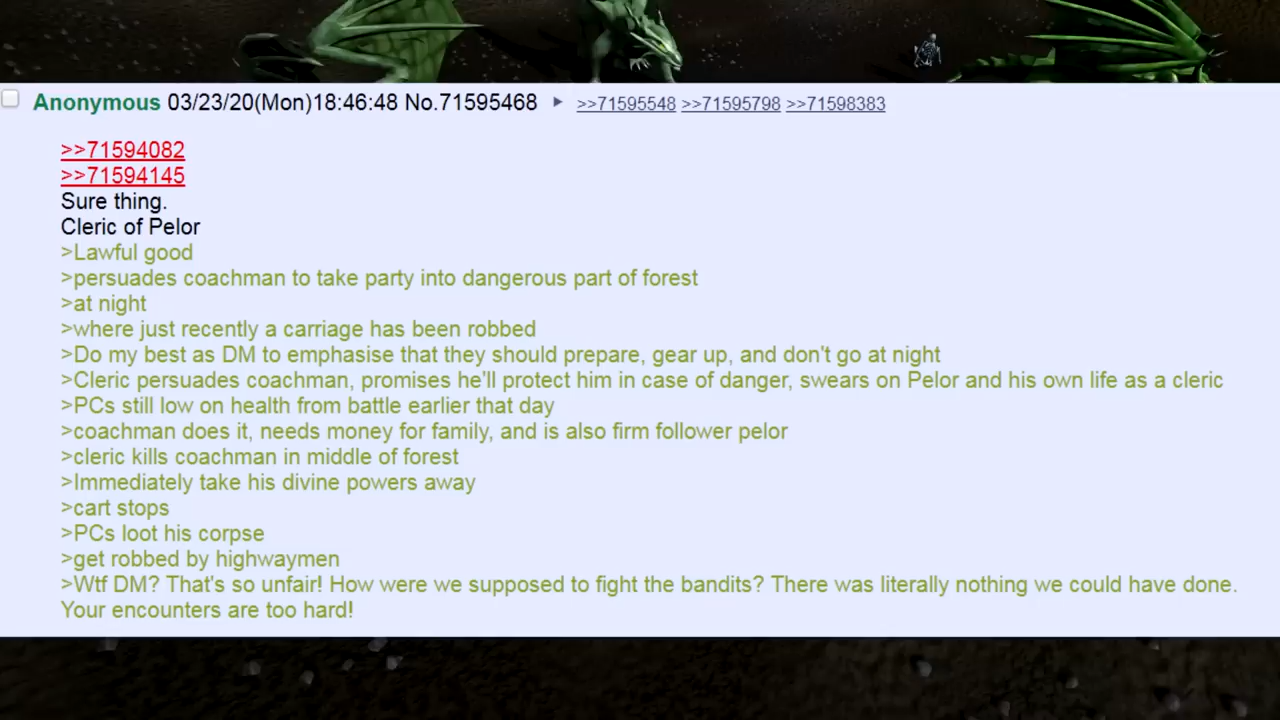 Anonymous 03/23/20(Mon)18:46:48 No.71595468 ▶ >>71595548 >>71595798 >>71598383
>>71594082
>>71594145
Sure thing.
Cleric of Pelor
>Lawful good
>persuades coachman to take party into dangerous part of forest
>at night
>where just recently a carriage has been robbed
>Do my best as DM to emphasise that they should prepare, gear up, and don't go at night
>Cleric persuades coachman, promises he'll protect him in case of danger, swears on Pelor and his own life as a cleric
>PCs still low on health from battle earlier that day
>coachman does it, needs money for family, and is also firm follower pelor
>cleric kills coachman in middle of forest
>Immediately take his divine powers away
>cart stops
>PCs loot his corpse
>get robbed by highwaymen
>Wtf DM? That's so unfair! How were we supposed to fight the bandits? There was literally nothing we could have done.
Your encounters are too hard!